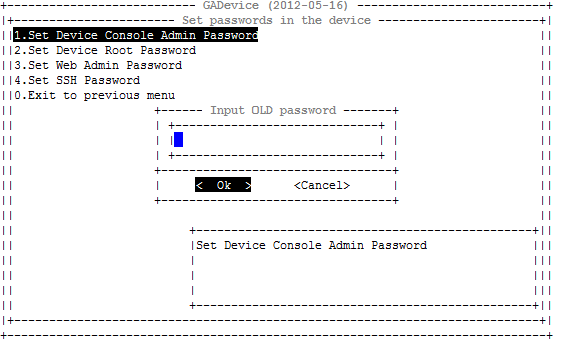 GADevice (2012-05-16)
Set passwords in the device
1.Set Device Console Admin Password
2.Set Device Root Password
3.Set Web Admin Password
4.Set SSH Password
0.Exit to previous menu
Input OLD password
< Ok > <Cancel>
Set Device Console Admin Password